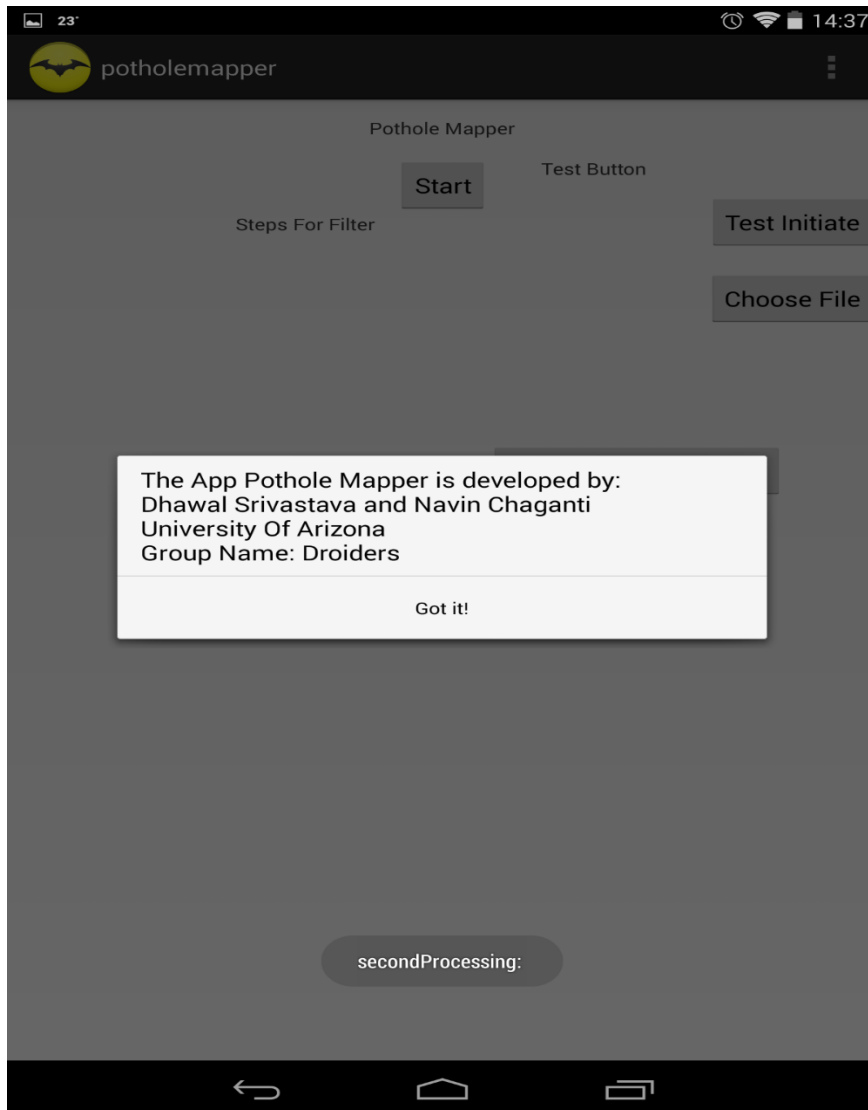 23°
14:37
potholemapper
Pothole Mapper
Test Button
Start
Steps For Filter
Test Initiate
Choose File
The App Pothole Mapper is developed by:
Dhawal Srivastava and Navin Chaganti
University Of Arizona
Group Name: Droiders
Got it!
secondProcessing: